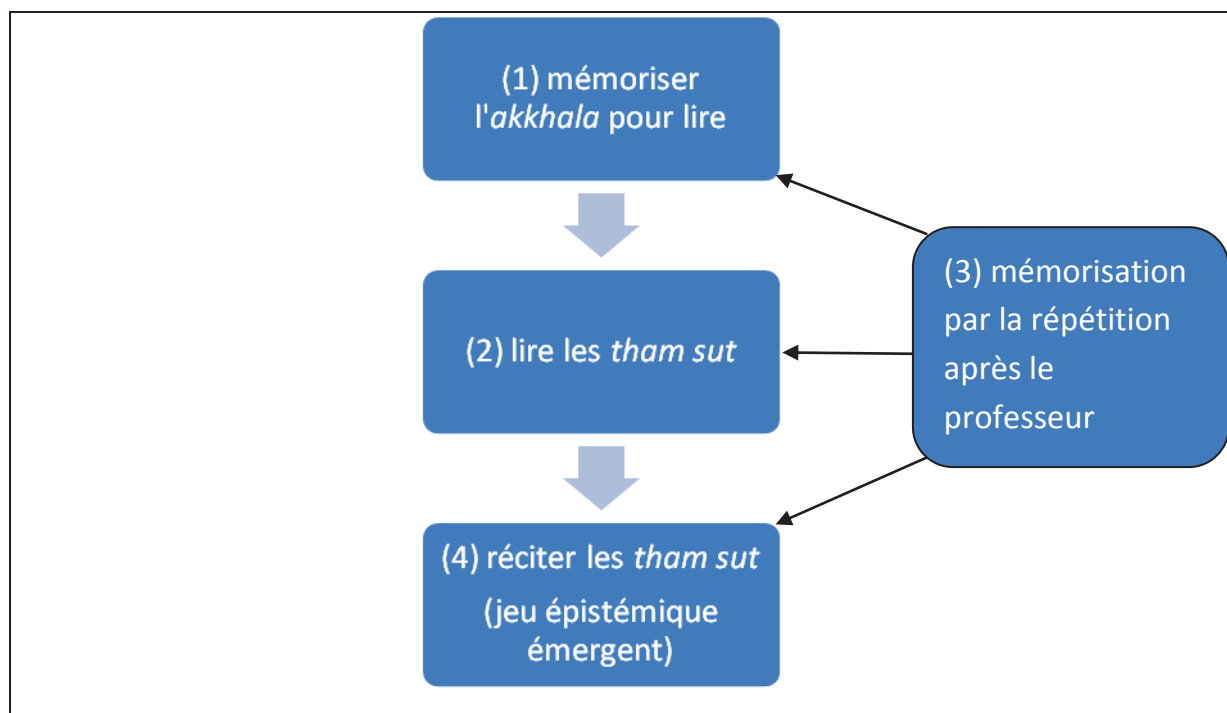 (1) mémoriser
l'akkhala pour lire
(2) lire les tham sut
(3) mémorisation
par la répétition
après le
professeur
(4) réciter les tham sut
(jeu épistémique
émergent)